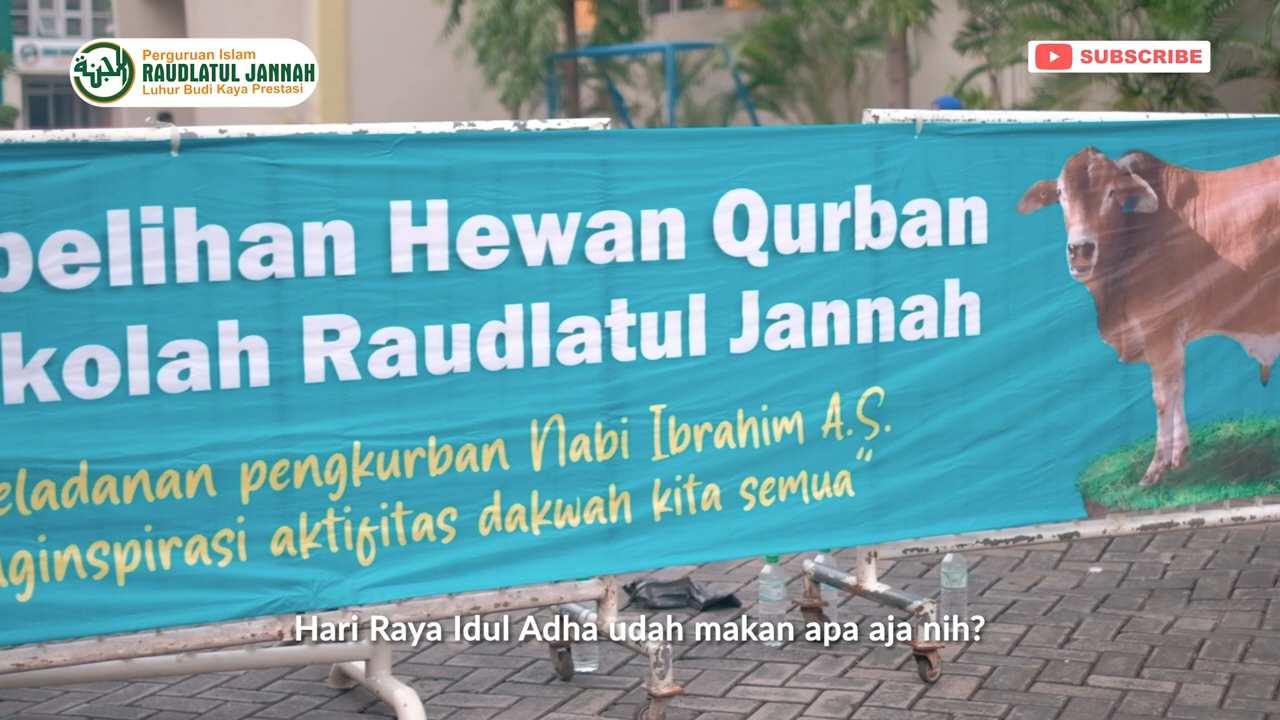 Perguruan Islam
RAUDLATUL JANNAH
Luhur Budi Kaya Prestasi
SUBSCRIBE
belihan Hewan Qurban
kolah Raudlatul Jannah
eladanan pengkurban Nabi Ibrahim A.S.
nginspirasi aktifitas dakwah kita semua"
Hari Raya Idul Adha udah makan apa aja nih?